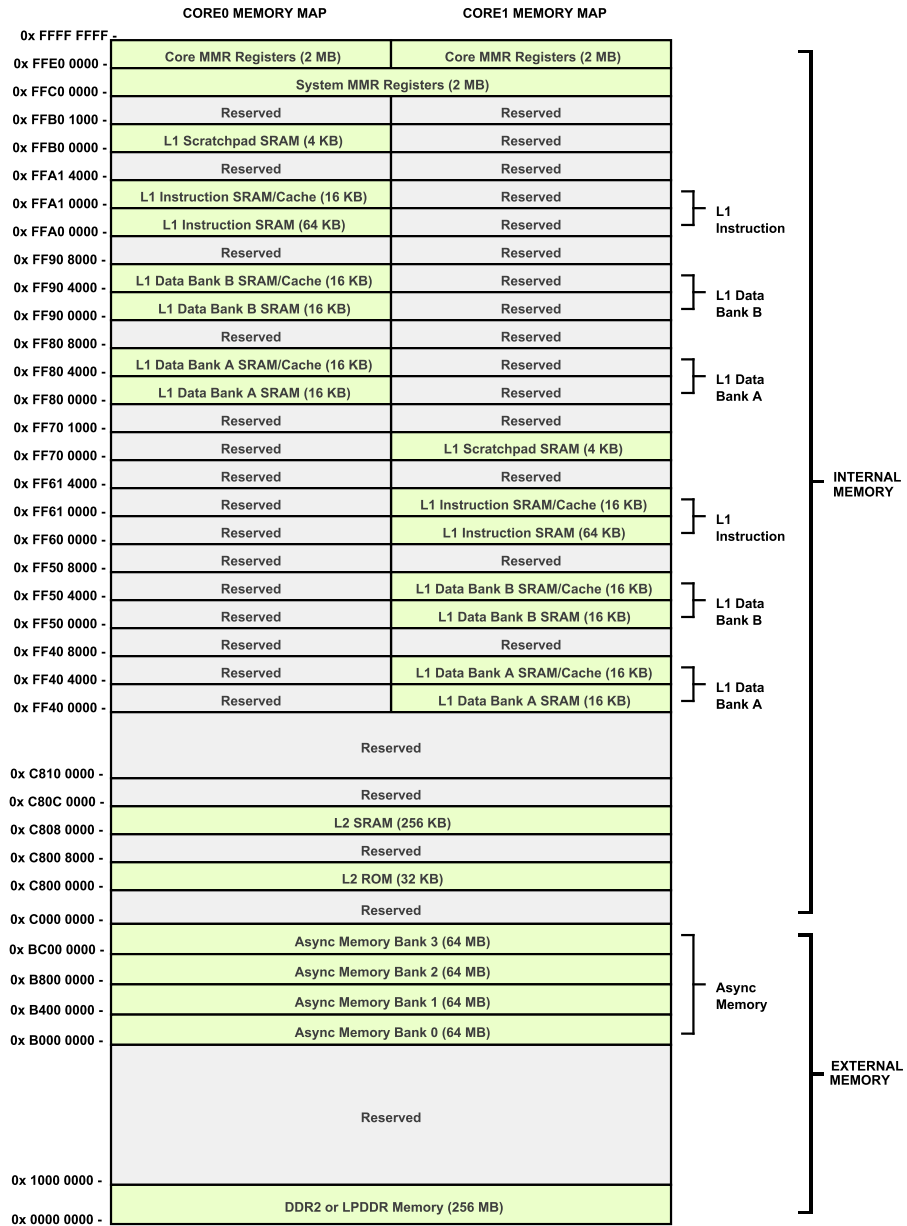 CORE0 MEMORY MAP CORE1 MEMORY MAP
0x FFFF FFFF -
Core MMR Registers (2 MB) Core MMR Registers (2 MB)
0x FFE0 0000 -
System MMR Registers (2 MB)
0x FFC0 0000 -
Reserved Reserved
0x FFB0 1000 -
L1 Scratchpad SRAM (4 KB) Reserved
0x FFB0 0000 -
Reserved Reserved
0x FFA1 4000 -
L1 Instruction SRAM/Cache (16 KB) Reserved
0x FFA1 0000 -
L1 Instruction SRAM (64 KB) Reserved
0x FFA0 0000 -
L1
Instruction
Reserved Reserved
0x FF90 8000 -
L1 Data Bank B SRAM/Cache (16 KB) Reserved
0x FF90 4000 -
L1 Data Bank B SRAM (16 KB) Reserved
0x FF90 0000 -
L1 Data
Bank B
Reserved Reserved
0x FF80 8000 -
L1 Data Bank A SRAM/Cache (16 KB) Reserved
0x FF80 4000 -
L1 Data Bank A SRAM (16 KB) Reserved
0x FF80 0000 -
L1 Data
Bank A
Reserved Reserved
0x FF70 1000 -
Reserved L1 Scratchpad SRAM (4 KB)
0x FF70 0000 -
Reserved Reserved
0x FF61 4000 -
INTERNAL
MEMORY
Reserved L1 Instruction SRAM/Cache (16 KB)
0x FF61 0000 -
Reserved L1 Instruction SRAM (64 KB)
0x FF60 0000 -
L1
Instruction
Reserved Reserved
0x FF50 8000 -
Reserved L1 Data Bank B SRAM/Cache (16 KB)
0x FF50 4000 -
Reserved L1 Data Bank B SRAM (16 KB)
0x FF50 0000 -
L1 Data
Bank B
Reserved Reserved
0x FF40 8000 -
Reserved L1 Data Bank A SRAM/Cache (16 KB)
0x FF40 4000 -
Reserved L1 Data Bank A SRAM (16 KB)
0x FF40 0000 -
L1 Data
Bank A
Reserved
0x C810 0000 -
Reserved
0x C80C 0000 -
L2 SRAM (256 KB)
0x C808 0000 -
Reserved
0x C800 8000 -
L2 ROM (32 KB)
0x C800 0000 -
Reserved
0x C000 0000 -
Async Memory Bank 3 (64 MB)
0x BC00 0000 -
Async Memory Bank 2 (64 MB)
0x B800 0000 -
Async Memory Bank 1 (64 MB)
0x B400 0000 -
Async Memory Bank 0 (64 MB)
0x B000 0000 -
Async
Memory
EXTERNAL
MEMORY
Reserved
0x 1000 0000 -
DDR2 or LPDDR Memory (256 MB)
0x 0000 0000 -